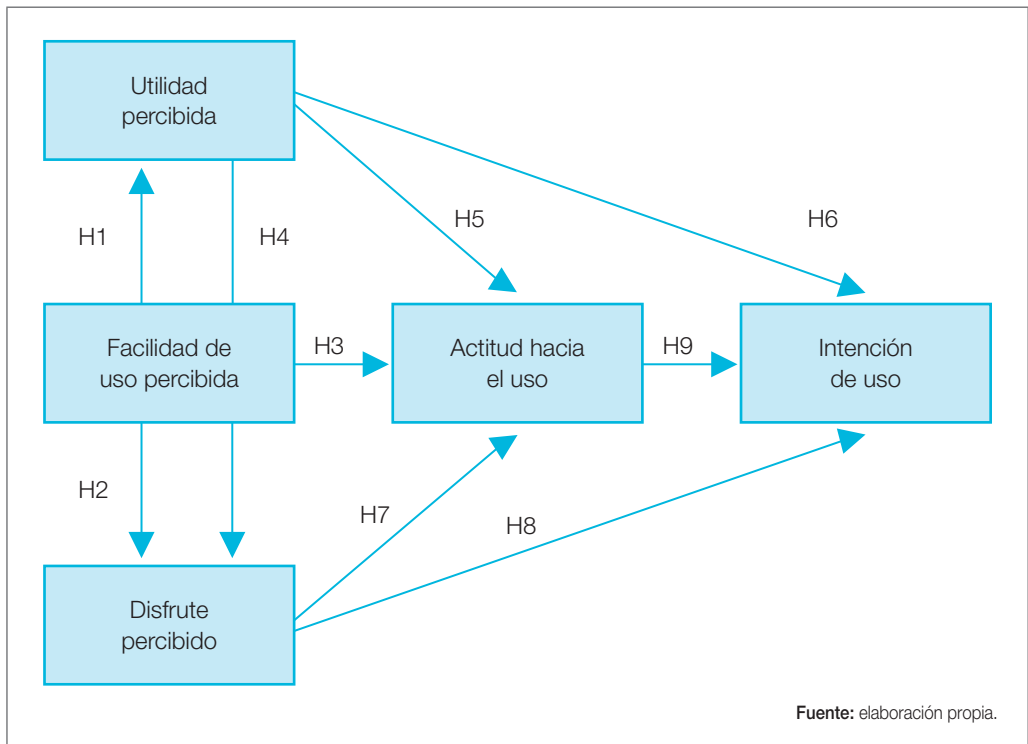 Utilidad
percibida
H1
H4
H5
H6
Facilidad de
uso percibida
H3
Actitud hacia
el uso
H9
Intención
de uso
H2
H7
H8
Disfrute
percibido
Fuente: elaboración propia.